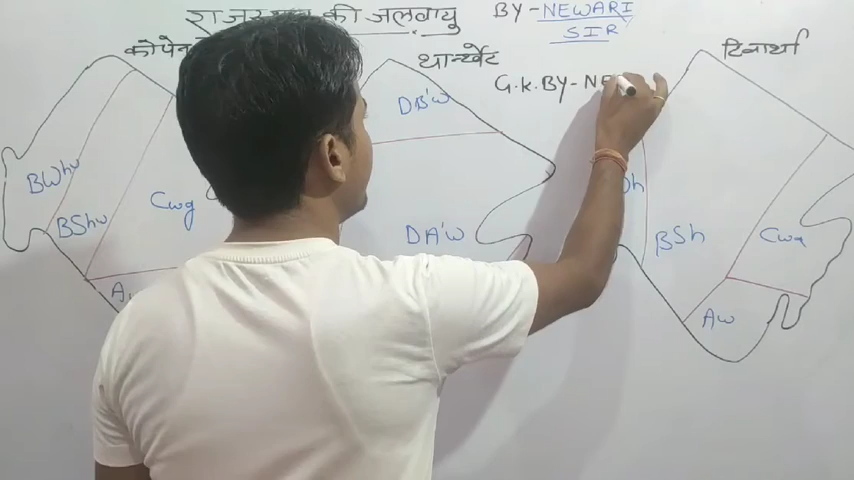 राजस्थान की जलवायु BY-NEWARI
SIR
कोपेन थार्न्थवेट ट्रिवार्था
G.K.BY-NE
DB'W
BWhw
BShw
Cwg
DA'W
BSh
Cwa
Aw